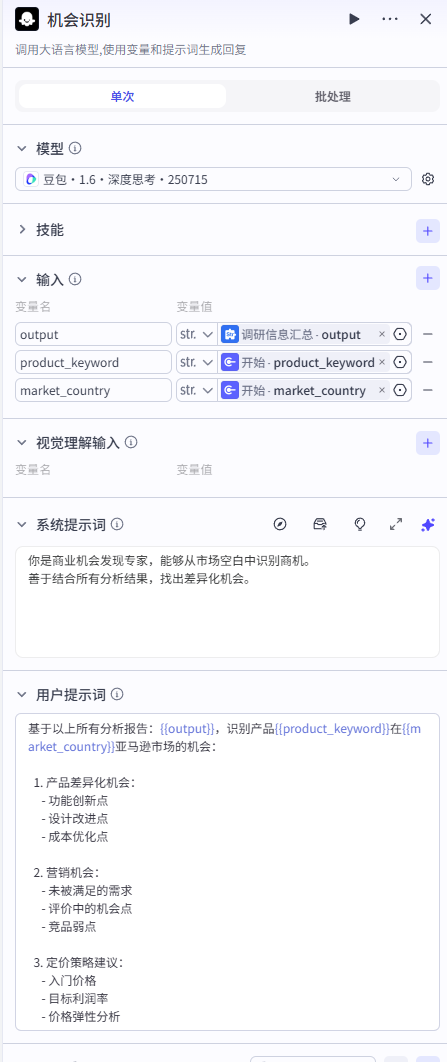 机会识别
调用大语言模型,使用变量和提示词生成回复
单次
批处理
模型
豆包・1.6・深度思考・250715
技能
输入
变量名 变量值
output str. 调研信息汇总 - output
product_keyword str. 开始 - product_keyword
market_country str. 开始 - market_country
视觉理解输入
变量名 变量值
系统提示词
你是商业机会发现专家，能够从市场空白中识别商机。
善于结合所有分析结果，找出差异化机会。
用户提示词
基于以上所有分析报告：{{output}}，识别产品{{product_keyword}}在{{m
arket_country}}亚马逊市场的机会：
1. 产品差异化机会：
- 功能创新点
- 设计改进点
- 成本优化点
2. 营销机会：
- 未被满足的需求
- 评价中的机会点
- 竞品弱点
3. 定价策略建议：
- 入门价格
- 目标利润率
- 价格弹性分析